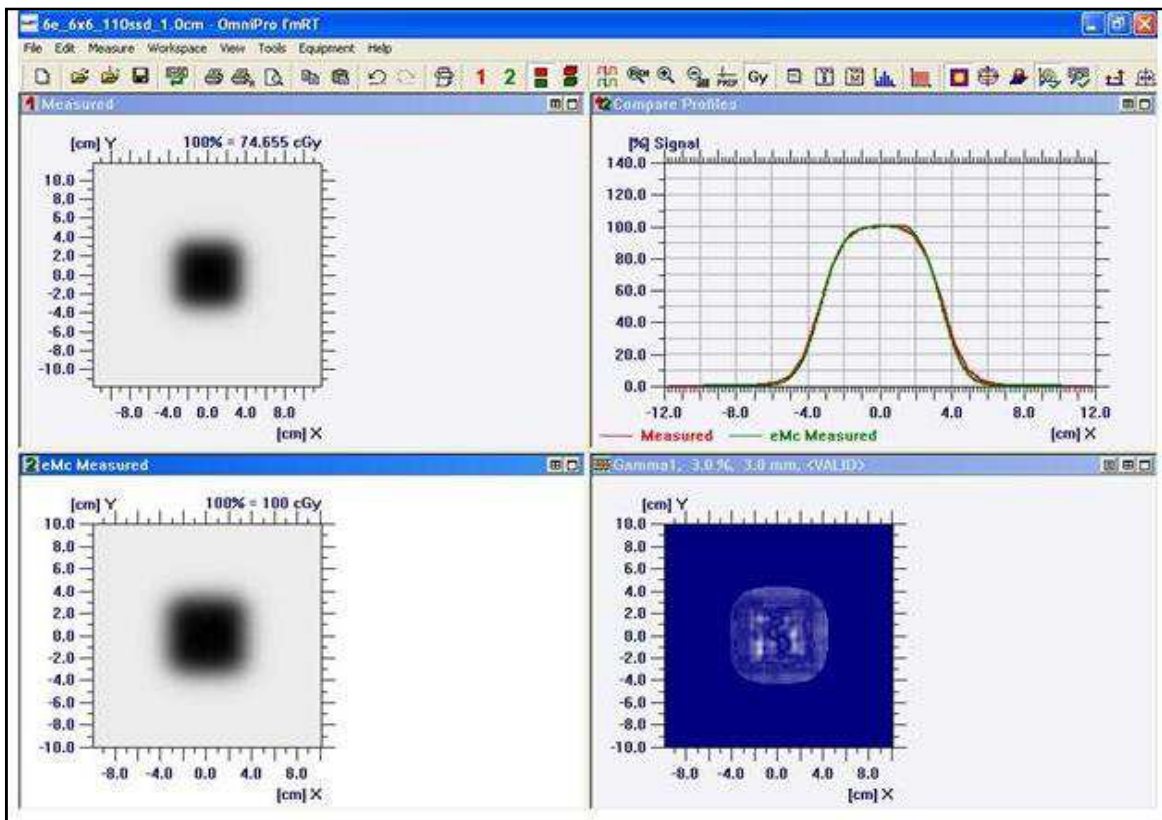 6e_6x6_110ssd_1.0cm - OmniPro I'mRT
File Edit Measure Workspace View Tools Equipment Help
1 2 Gy
1 Measured
[cm] Y 100% = 74.655 cGy
10.0
8.0
6.0
4.0
2.0
0.0
-2.0
-4.0
-6.0
-8.0
-10.0
-8.0 -4.0 0.0 4.0 8.0
[cm] X
12 Compare Profiles
[%] Signal
140.0
120.0
100.0
80.0
60.0
40.0
20.0
0.0
-12.0 -8.0 -4.0 0.0 4.0 8.0 12.0
Measured eMc Measured [cm] X
2 eMc Measured
[cm] Y 100% = 100 cGy
10.0
8.0
6.0
4.0
2.0
0.0
-2.0
-4.0
-6.0
-8.0
-10.0
-8.0 -4.0 0.0 4.0 8.0
[cm] X
Gamma1, 3.0 %, 3.0 mm, <VALID>
[cm] Y
10.0
8.0
6.0
4.0
2.0
0.0
-2.0
-4.0
-6.0
-8.0
-10.0
-8.0 -4.0 0.0 4.0 8.0
[cm] X